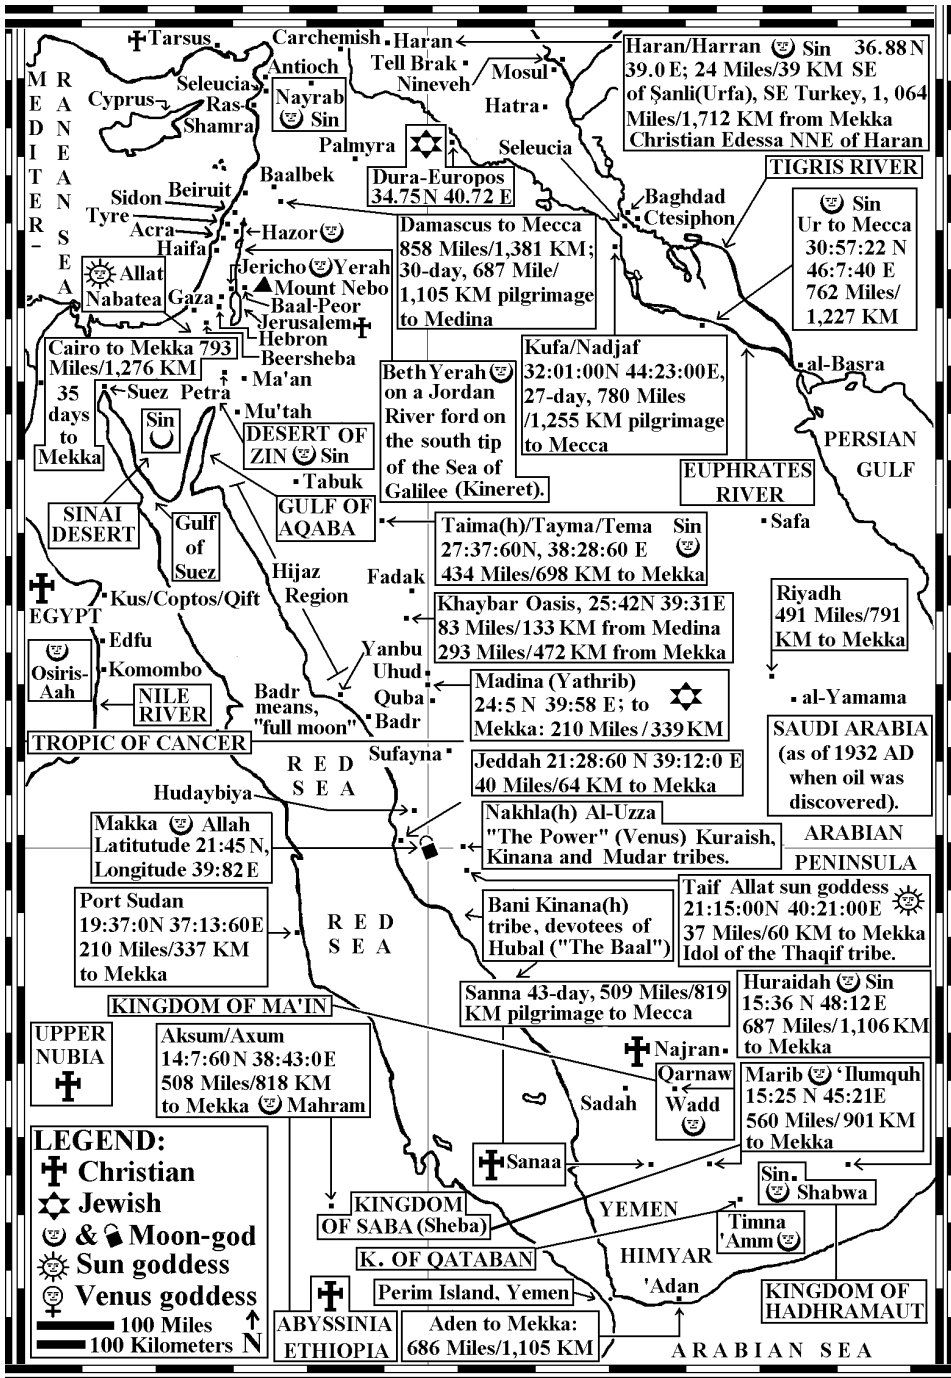 Tarsus
Carchemish
Haran
Tell Brak
Nineveh
Mosul
Haran/Harran Sin 36.88 N
39.0 E; 24 Miles/39 KM SE
of Şanli(Urfa), SE Turkey, 1, 064
Miles/1,712 KM from Mekka
Christian Edessa NNE of Haran
MEDITER-
RANEAN SEA
Antioch
Seleucia
Cyprus
Ras-
Shamra
Nayrab
Sin
Hatra
Palmyra
Seleucia
TIGRIS RIVER
Dura-Europos
34.75 N 40.72 E
Baalbek
Beiruit
Sidon
Tyre
Acra
Haifa
Hazor
Baghdad
Ctesiphon
Sin
Ur to Mecca
30:57:22 N
46:7:40 E
762 Miles/
1,227 KM
Damascus to Mecca
858 Miles/1,381 KM;
30-day, 687 Mile/
1,105 KM pilgrimage
to Medina
Allat
Nabatea
Jericho Yerah
Mount Nebo
Baal-Peor
Jerusalem
Gaza
Hebron
Beersheba
Cairo to Mekka 793
Miles/1,276 KM
35
days
to
Mekka
Suez
Petra
Ma'an
Mu'tah
Sin
DESERT OF
ZIN Sin
Beth Yerah
on a Jordan
River ford on
the south tip
of the Sea of
Galilee (Kineret).
Kufa/Nadjaf
32:01:00N 44:23:00E,
27-day, 780 Miles
/1,255 KM pilgrimage
to Mecca
al-Basra
PERSIAN
GULF
EUPHRATES
RIVER
Tabuk
GULF OF
AQABA
SINAI
DESERT
Gulf
of
Suez
Safa
Taima(h)/Tayma/Tema Sin
27:37:60N, 38:28:60 E
434 Miles/698 KM to Mekka
Hijaz
Region
Fadak
EGYPT
Kus/Coptos/Qift
Khaybar Oasis, 25:42N 39:31E
83 Miles/133 KM from Medina
293 Miles/472 KM from Mekka
Riyadh
491 Miles/791
KM to Mekka
Edfu
Osiris-
Aah
Komombo
NILE
RIVER
Yanbu
Uhud
Quba
Badr
Badr
means,
"full moon"
Madina (Yathrib)
24:5 N 39:58 E; to
Mekka: 210 Miles/339KM
al-Yamama
SAUDI ARABIA
(as of 1932 AD
when oil was
discovered).
TROPIC OF CANCER
Sufayna
RED
SEA
Jeddah 21:28:60 N 39:12:0 E
40 Miles/64 KM to Mekka
Hudaybiya
Makka Allah
Latitutude 21:45 N,
Longitude 39:82 E
Nakhla(h) Al-Uzza
"The Power" (Venus) Kuraish,
Kinana and Mudar tribes.
ARABIAN
PENINSULA
Taif Allat sun goddess
21:15:00N 40:21:00E
37 Miles/60 KM to Mekka
Idol of the Thaqif tribe.
Port Sudan
19:37:0N 37:13:60E
210 Miles/337 KM
to Mekka
RED
SEA
Bani Kinana(h)
tribe, devotees of
Hubal ("The Baal")
Sanna 43-day, 509 Miles/819
KM pilgrimage to Mecca
Huraidah Sin
15:36 N 48:12 E
687 Miles/1,106 KM
to Mekka
KINGDOM OF MA'IN
UPPER
NUBIA
Aksum/Axum
14:7:60N 38:43:0E
508 Miles/818 KM
to Mekka Mahram
Najran
Qarnaw
Wadd
Sadah
Marib ‘Ilumquh
15:25 N 45:21E
560 Miles/901 KM
to Mekka
LEGEND:
Christian
Jewish
& Moon-god
Sun goddess
Venus goddess
100 Miles
100 Kilometers N
Sanaa
Sin
Shabwa
KINGDOM
OF SABA (Sheba)
YEMEN
Timna
'Amm
K. OF QATABAN
HIMYAR
'Adan
KINGDOM OF
HADHRAMAUT
Perim Island, Yemen
ABYSSINIA
ETHIOPIA
Aden to Mekka:
686 Miles/1,105 KM
ARABIAN SEA